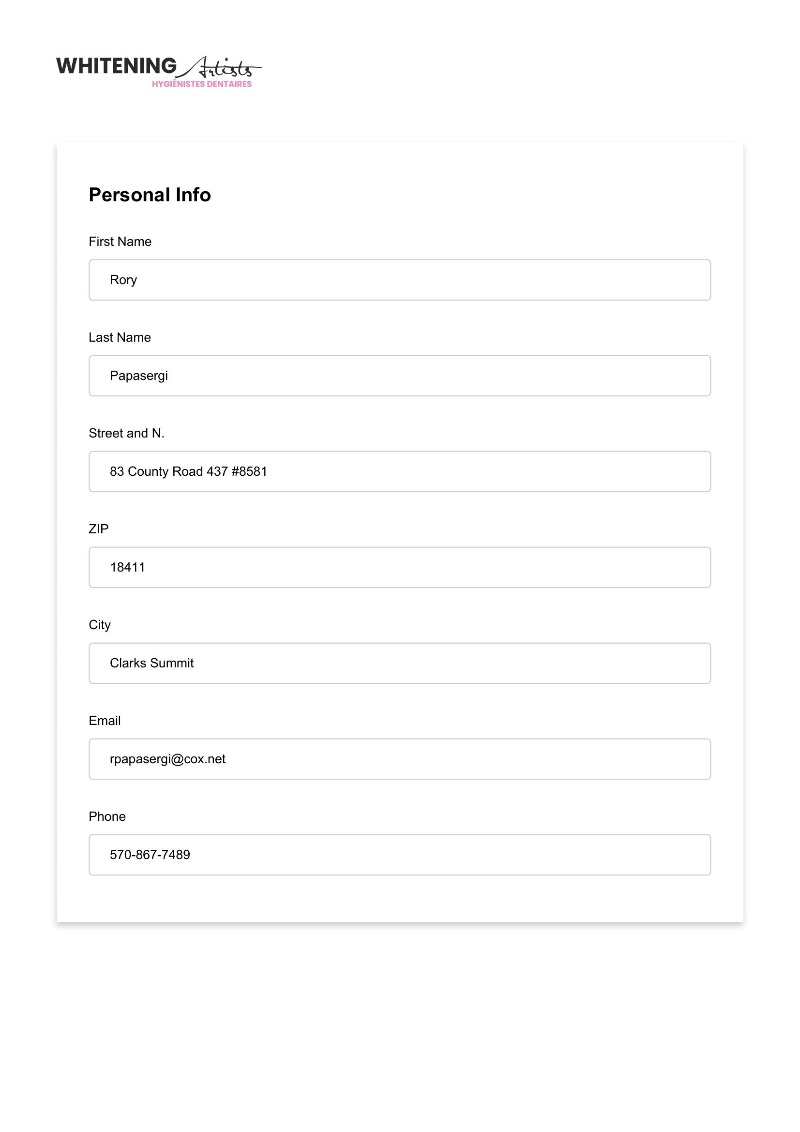 WHITENING Artists
HYGIÉNISTES DENTAIRES
Personal Info
First Name
Rory
Last Name
Papasergi
Street and N.
83 County Road 437 #8581
ZIP
18411
City
Clarks Summit
Email
rpapasergi@cox.net
Phone
570-867-7489